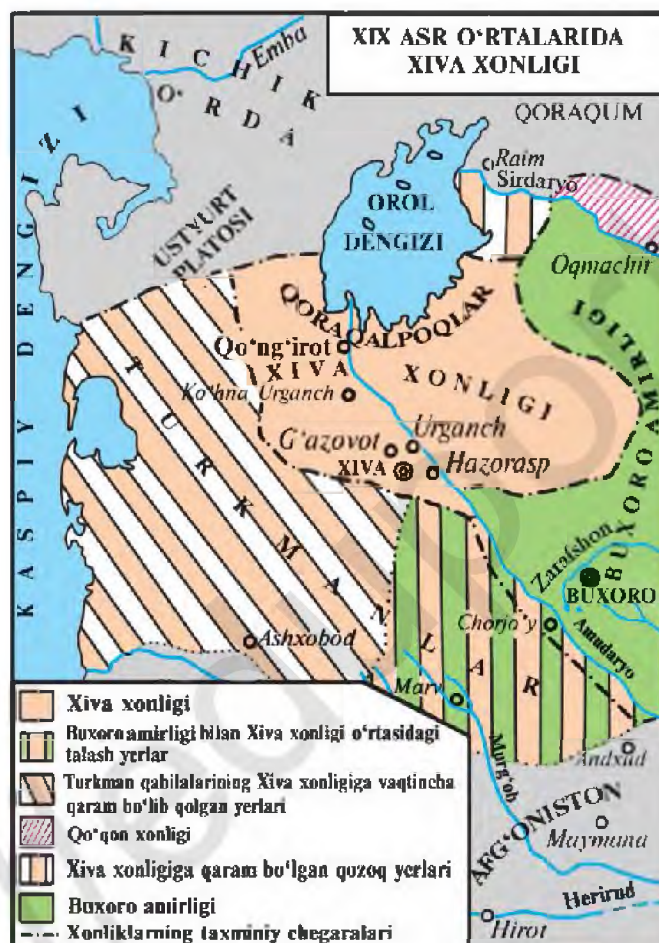 XIX ASR O‘RTALARIDA
XIVA XONLIGI
KICHIK
O‘RDA
Emba
QORAQUM
Raim
Sirdaryo
OROL
DENGIZI
USTYURT
PLATOSI
Oqmachit
QORAQALPOQLAR
Qo‘ng‘irot
XIVA
XONLIGI
Ko‘hna Urganch
G‘azovot
Urganch
XIVA
Hazorasp
KASPIY DENGIZI
TURKMANLAR
BUXORO AMIRLIGI
Zarafshon
BUXORO
Chorjo‘y
Amudaryo
Ashxobod
Marv
Murg‘ob
Andxud
AFG‘ONISTON
Maymana
Herirud
Hirot
Xiva xonligi
Buxoro amirligi bilan Xiva xonligi o‘rtasidagi
talash yerlar
Turkman qabilalarining Xiva xonligiga vaqtincha
qaram bo‘lib qolgan yerlari
Qo‘qon xonligi
Xiva xonligiga qaram bo‘lgan qozoq yerlari
Buxoro amirligi
Xonliklarning taxminiy chegaralari